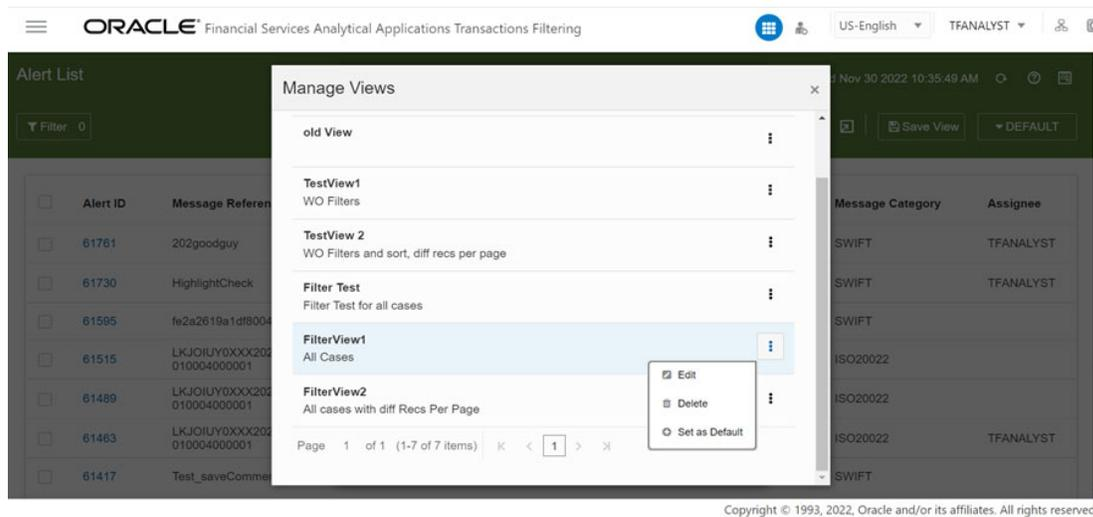 ORACLE® Financial Services Analytical Applications Transactions Filtering
US-English
TFANALYST
Alert List
Nov 30 2022 10:35:49 AM
Filter 0
Save View
DEFAULT
Manage Views
×
old View
TestView1
WO Filters
TestView 2
WO Filters and sort, diff recs per page
Filter Test
Filter Test for all cases
FilterView1
All Cases
FilterView2
All cases with diff Recs Per Page
Edit
Delete
Set as Default
Page 1 of 1 (1-7 of 7 items) K < 1 > X
Alert ID Message Referen Message Category Assignee
61761 202goodguy SWIFT TFANALYST
61730 HighlightCheck SWIFT TFANALYST
61595 fe2a2619a1df8004 SWIFT
61515 LKJOIUY0XXX202 ISO20022
010004000001
61489 LKJOIUY0XXX202 ISO20022
010004000001
61463 LKJOIUY0XXX202 ISO20022 TFANALYST
010004000001
61417 Test_saveComme SWIFT
Copyright © 1993, 2022, Oracle and/or its affiliates. All rights reserved